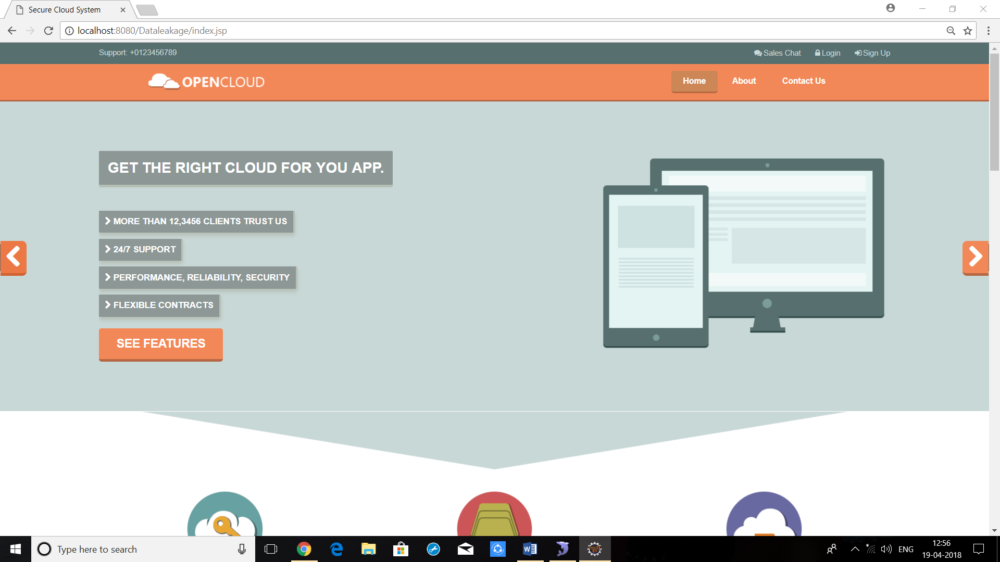 Secure Cloud System
localhost:8080/Dataleakage/index.jsp
Support: +0123456789
Sales Chat Login Sign Up
OPENCLOUD
Home About Contact Us
GET THE RIGHT CLOUD FOR YOU APP.
MORE THAN 12,3456 CLIENTS TRUST US
24/7 SUPPORT
PERFORMANCE, RELIABILITY, SECURITY
FLEXIBLE CONTRACTS
SEE FEATURES
Type here to search
ENG
12:56
19-04-2018